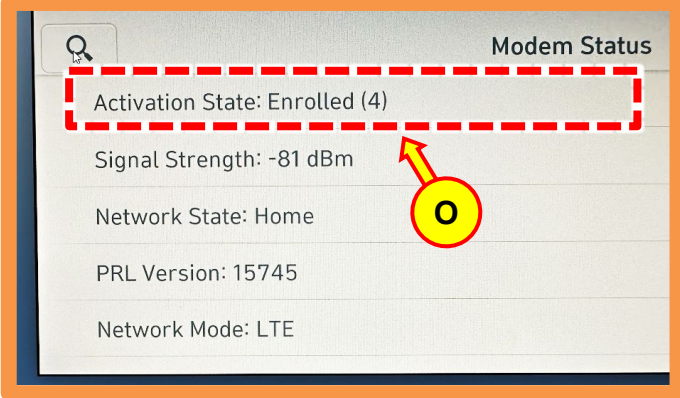 Modem Status
Activation State: Enrolled (4)
Signal Strength: -81 dBm
O
Network State: Home
PRL Version: 15745
Network Mode: LTE